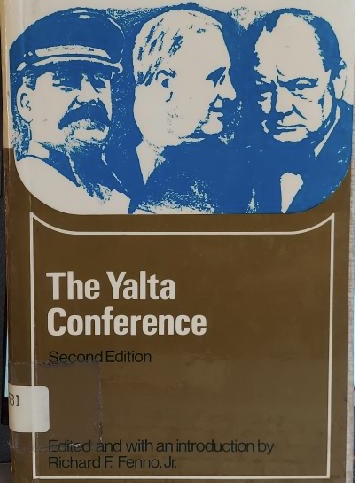 The Yalta
Conference
Second Edition
Edited and with an introduction by
Richard F. Fenno, Jr.